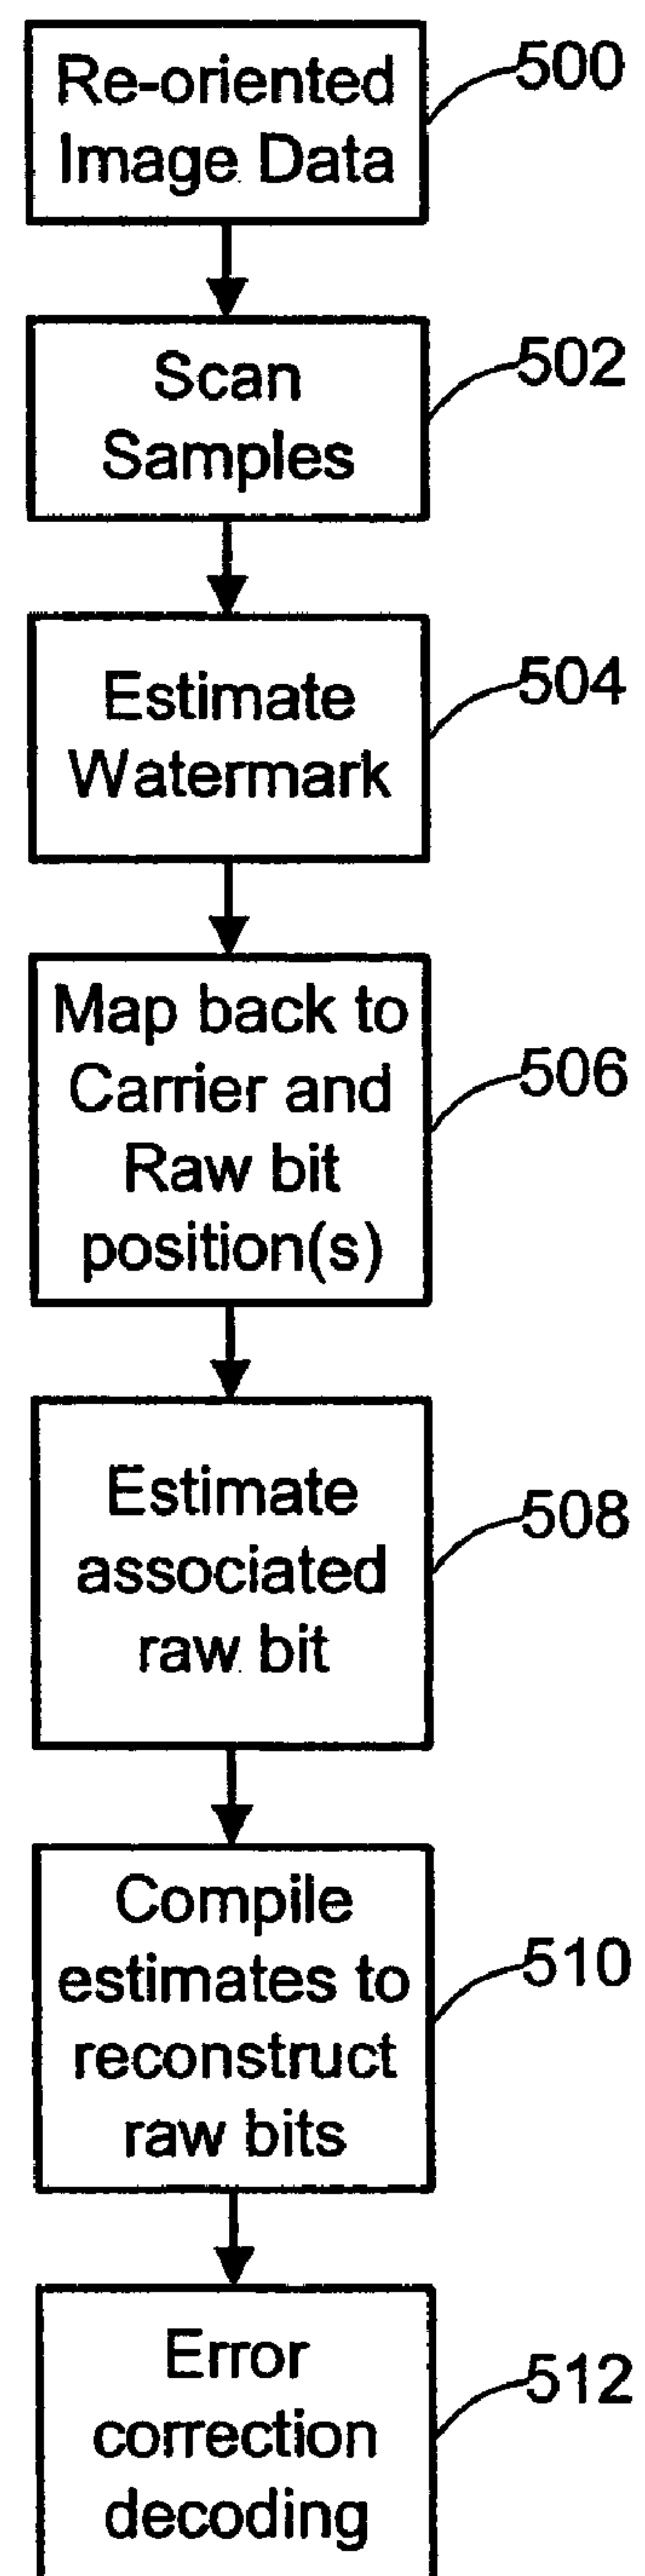 Re-oriented
Image Data
500
Scan
Samples
502
Estimate
Watermark
504
Map back to
Carrier and
Raw bit
position(s)
506
Estimate
associated
raw bit
508
Compile
estimates to
reconstruct
raw bits
510
Error
correction
decoding
512